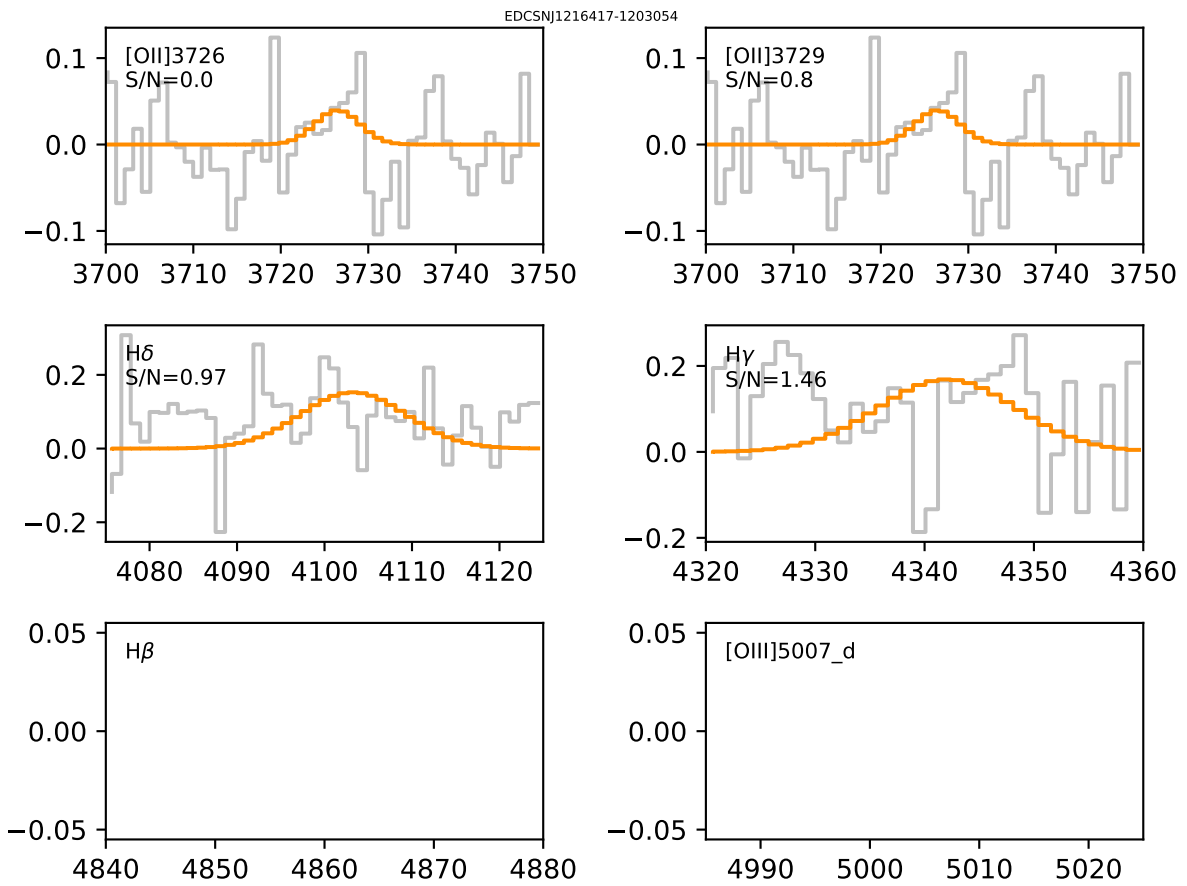 EDCSNJ1216417-1203054
[OII]3726
S/N=0.0
0.1
0.0
−0.1
3700 3710 3720 3730 3740 3750
[OII]3729
S/N=0.8
0.1
0.0
−0.1
3700 3710 3720 3730 3740 3750
Hδ
S/N=0.97
0.2
0.0
−0.2
4080 4090 4100 4110 4120
Hγ
S/N=1.46
0.2
0.0
−0.2
4320 4330 4340 4350 4360
Hβ
0.05
0.00
−0.05
4840 4850 4860 4870 4880
[OIII]5007_d
0.05
0.00
−0.05
4990 5000 5010 5020